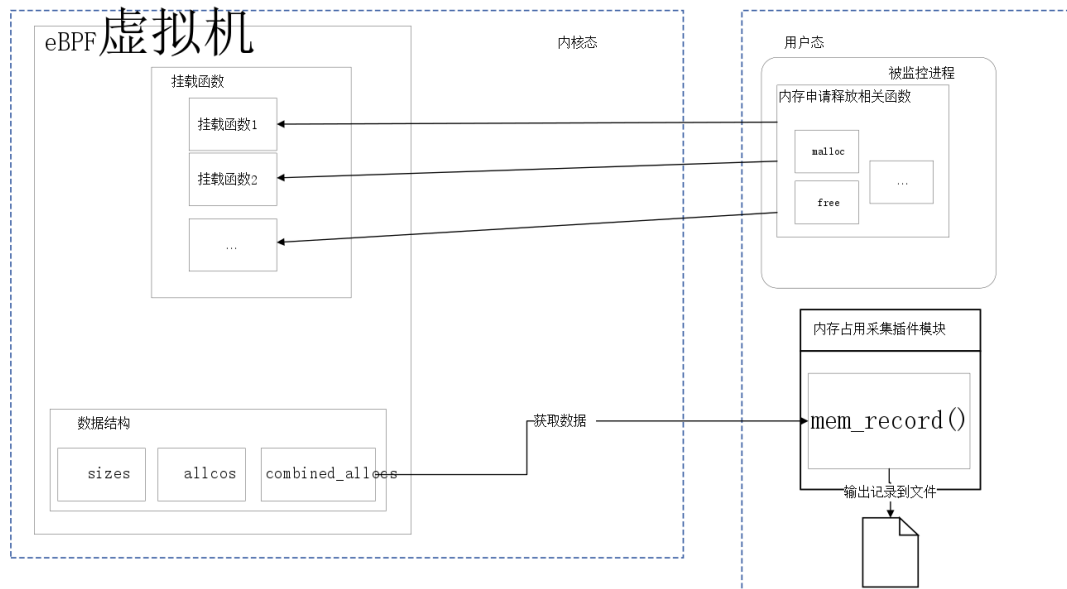 eBPF虚拟机
内核态
挂载函数
挂载函数1
挂载函数2
...
数据结构
sizes
allcos
combined_allocs
获取数据
用户态
被监控进程
内存申请释放相关函数
malloc
free
...
内存占用采集插件模块
mem_record()
输出记录到文件